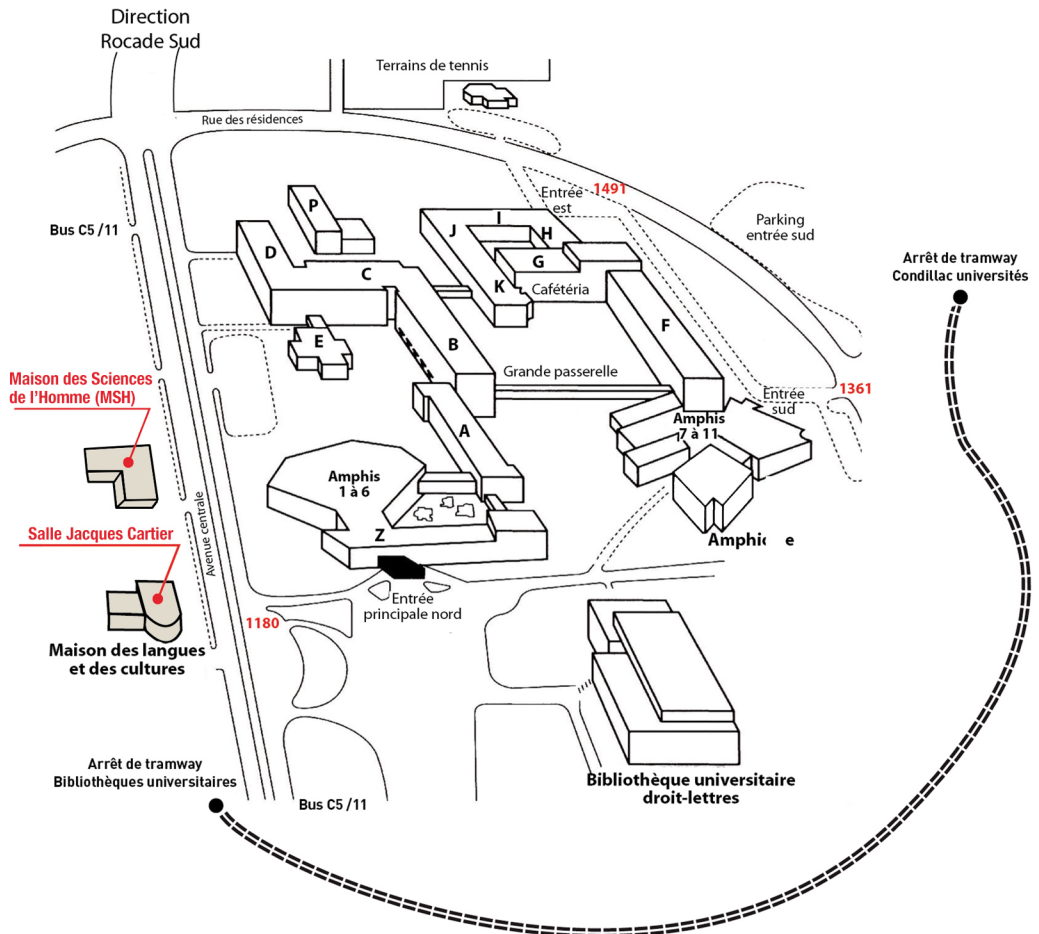 Direction
Rocade Sud
Terrains de tennis
Rue des résidences
Entrée
est
1491
Parking
entrée sud
Bus C5 /11
P
I
J
H
D
G
C
K
Cafétéria
Arrêt de tramway
Condillac universités
F
E
B
Maison des Sciences
de l'Homme (MSH)
Grande passerelle
1361
Entrée
sud
Amphis
7 à 11
A
Amphis
1 à 6
Avenue centrale
Salle Jacques Cartier
Z
Entrée
principale nord
1180
Maison des langues
et des cultures
Arrêt de tramway
Bibliothèques universitaires
Bus C5 /11
Bibliothèque universitaire
droit-lettres